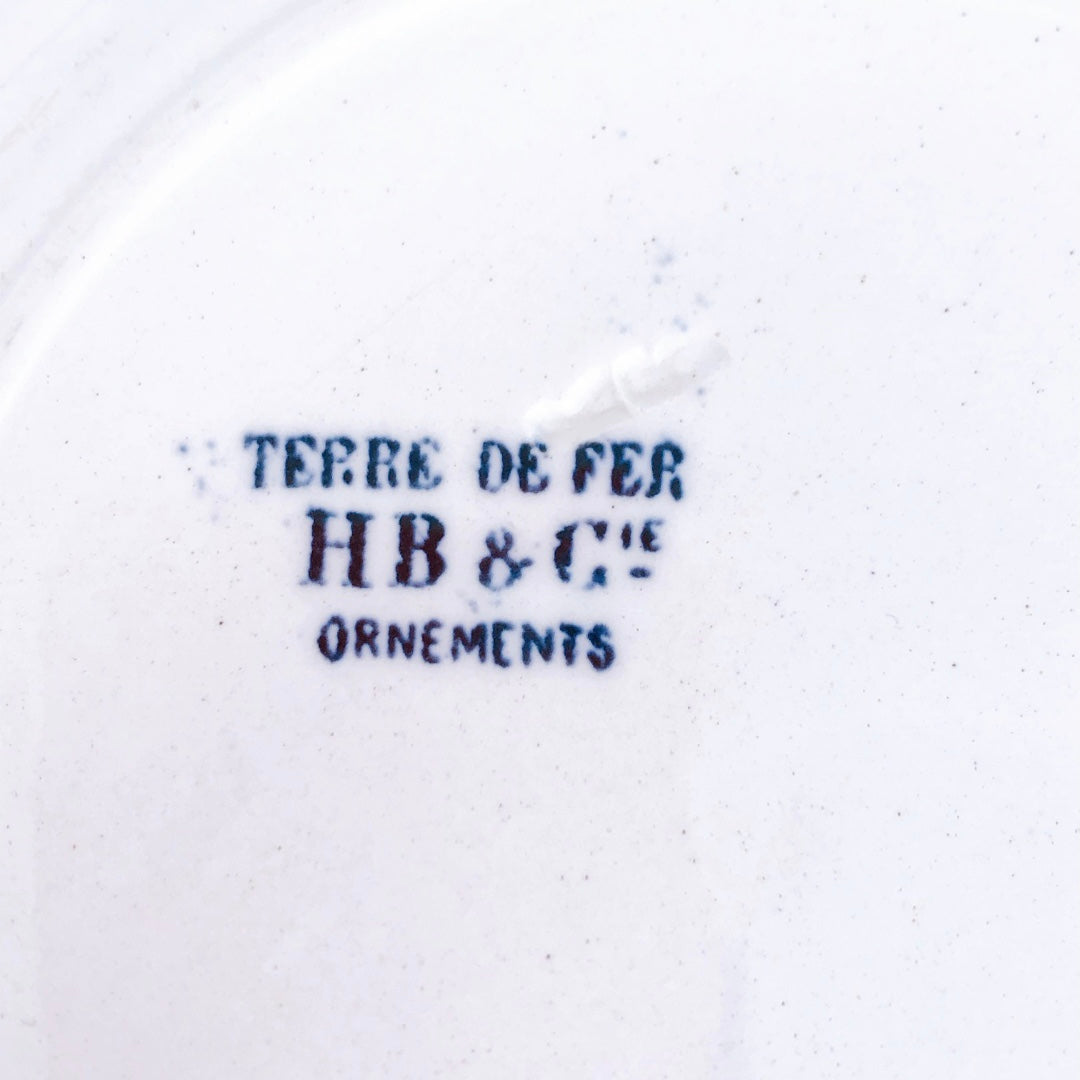 TERRE DE FER
HB & Cie
ORNEMENTS